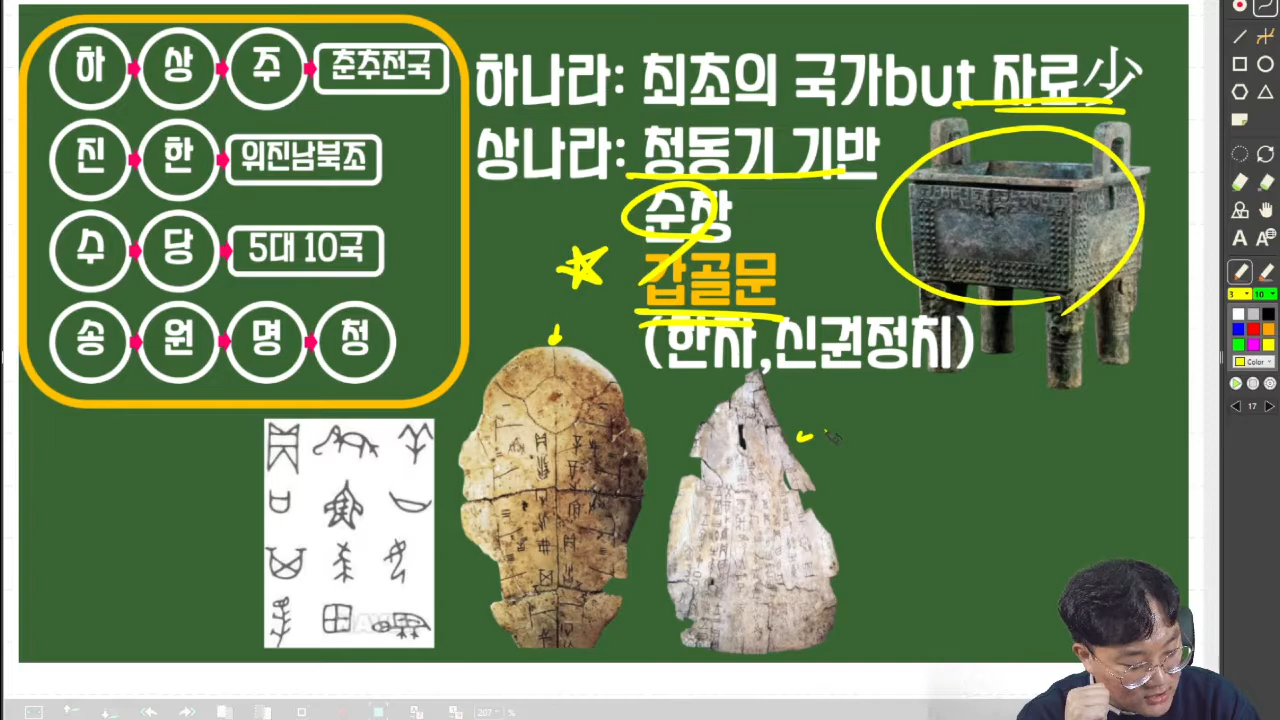 하 상 주 춘추전국
진 한 위진남북조
수 당 5대 10국
송 원 명 청
하나라: 최초의 국가but 자료少
상나라: 청동기 기반
순장
갑골문
(한자,신권정치)
Color
17
207 %